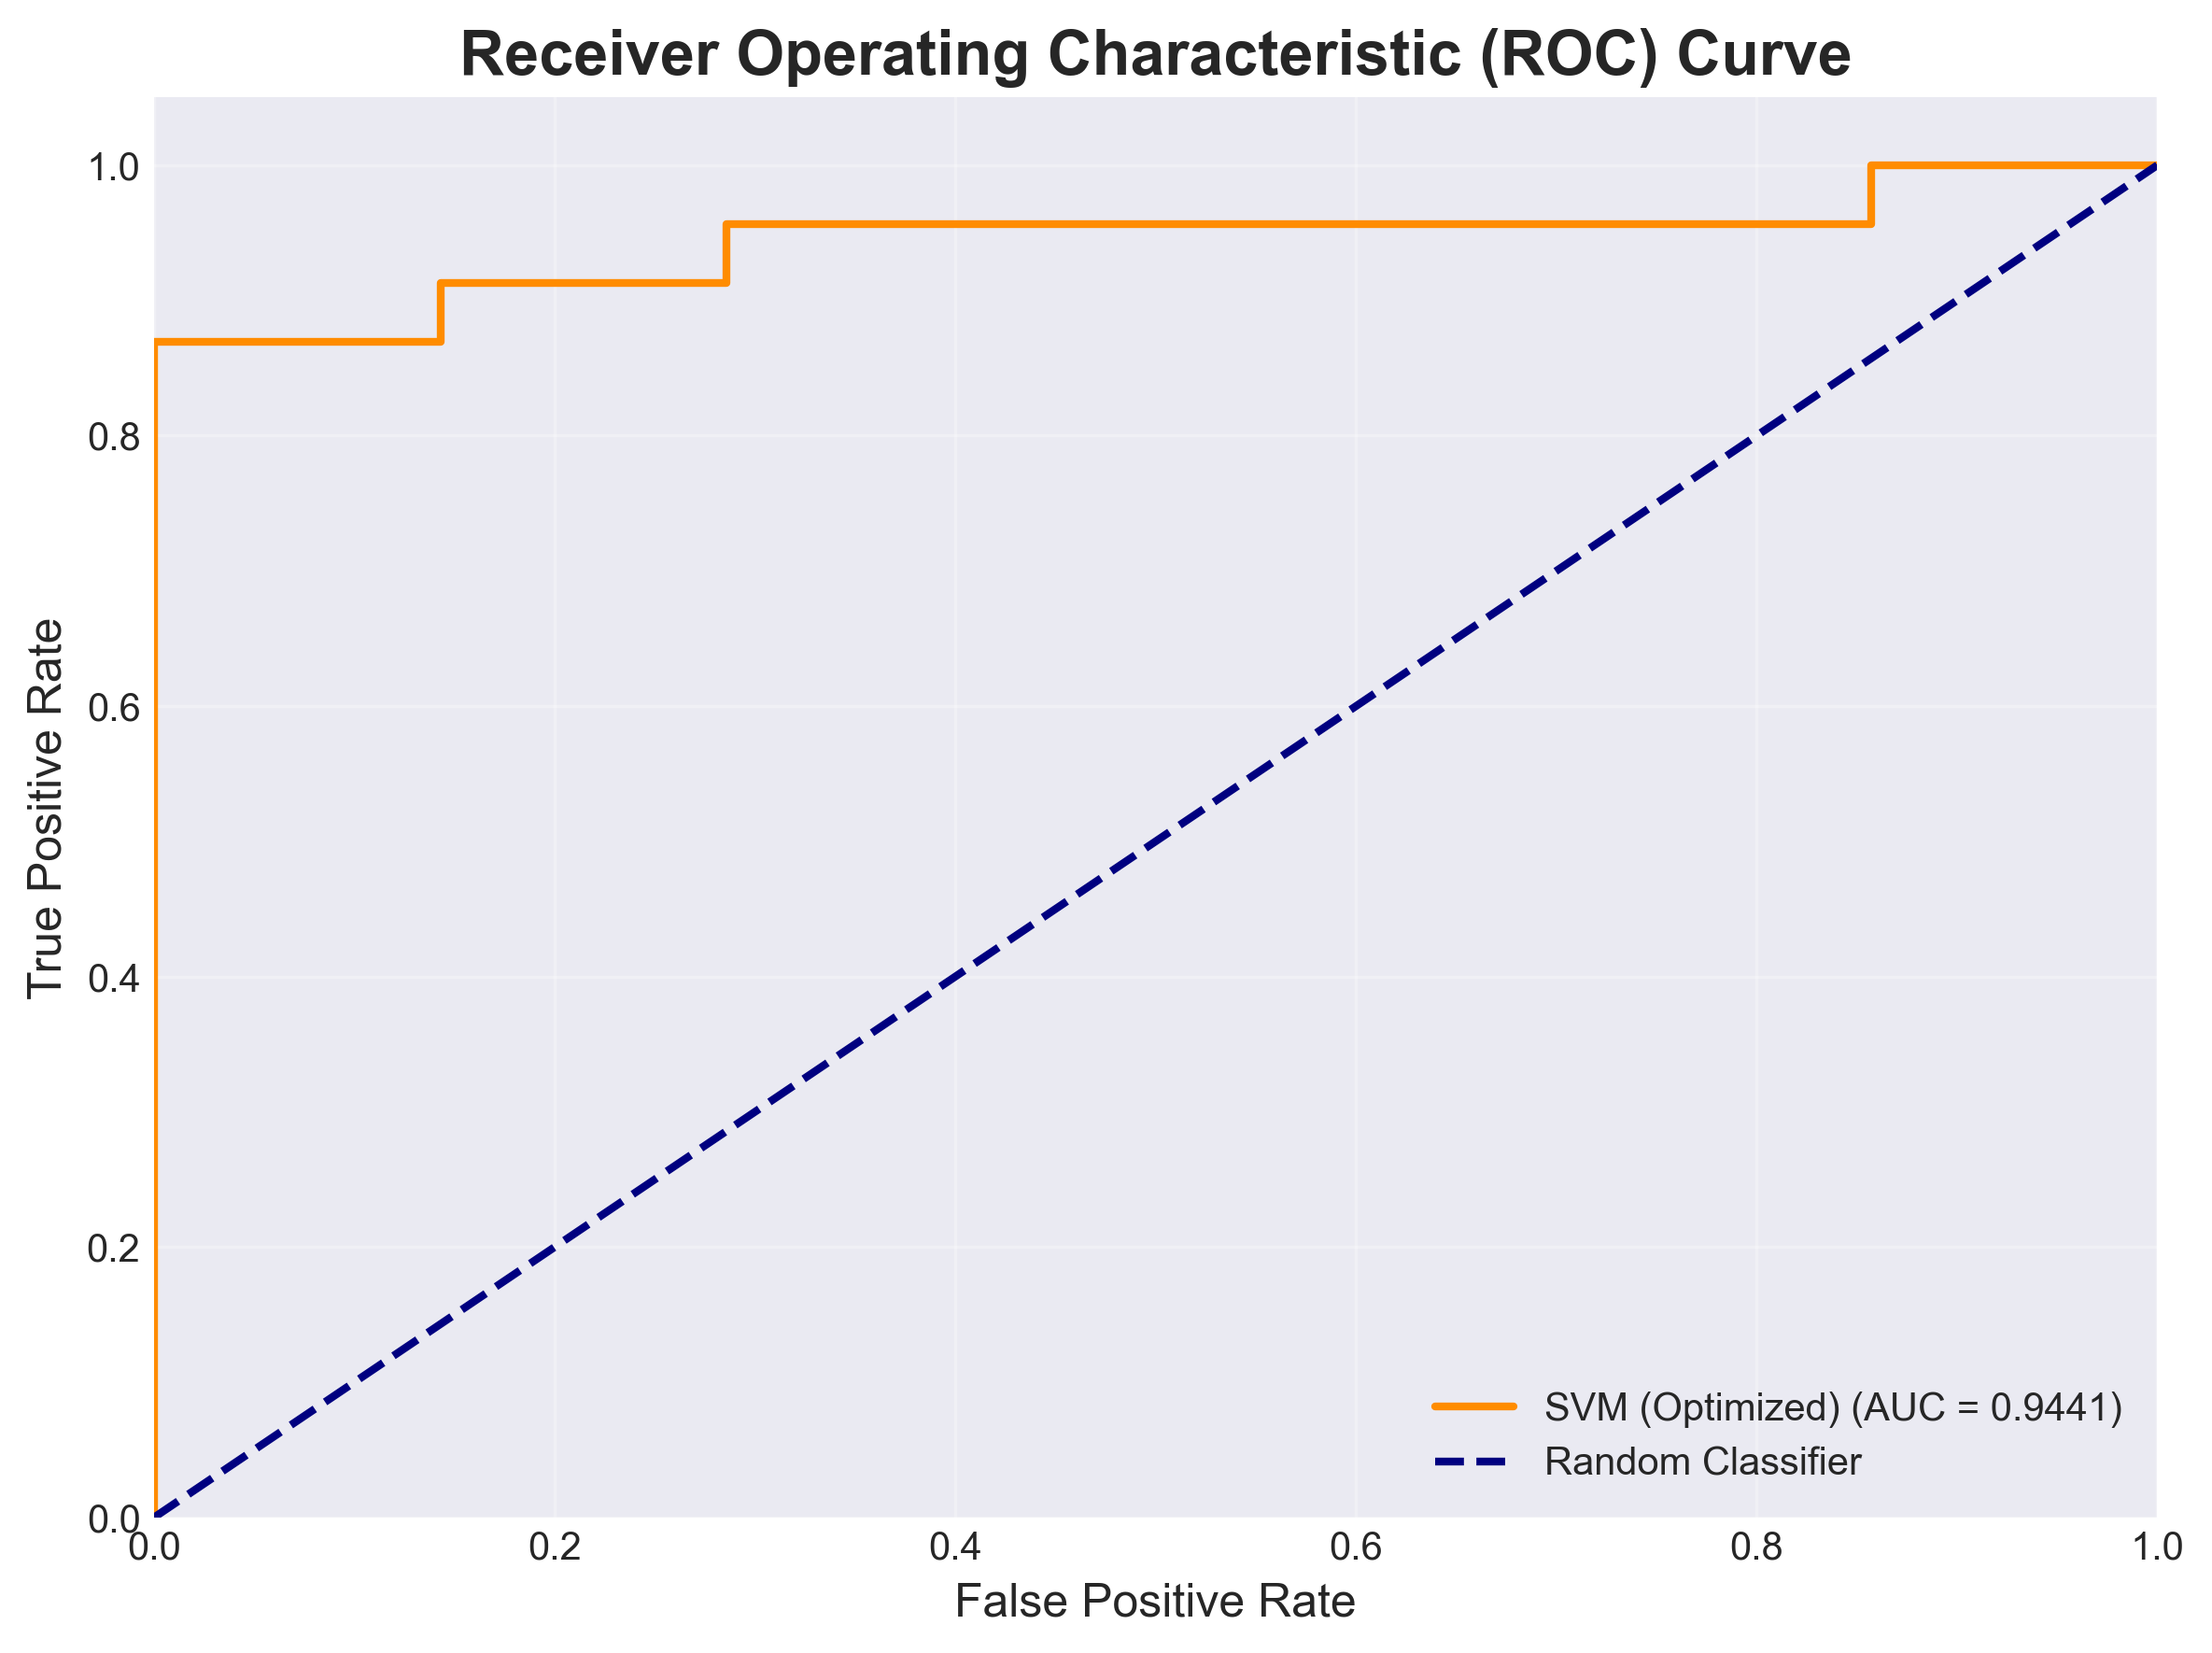 Receiver Operating Characteristic (ROC) Curve
True Positive Rate
1.0
0.8
0.6
0.4
0.2
0.0
0.0 0.2 0.4 0.6 0.8 1.0
False Positive Rate
SVM (Optimized) (AUC = 0.9441)
Random Classifier